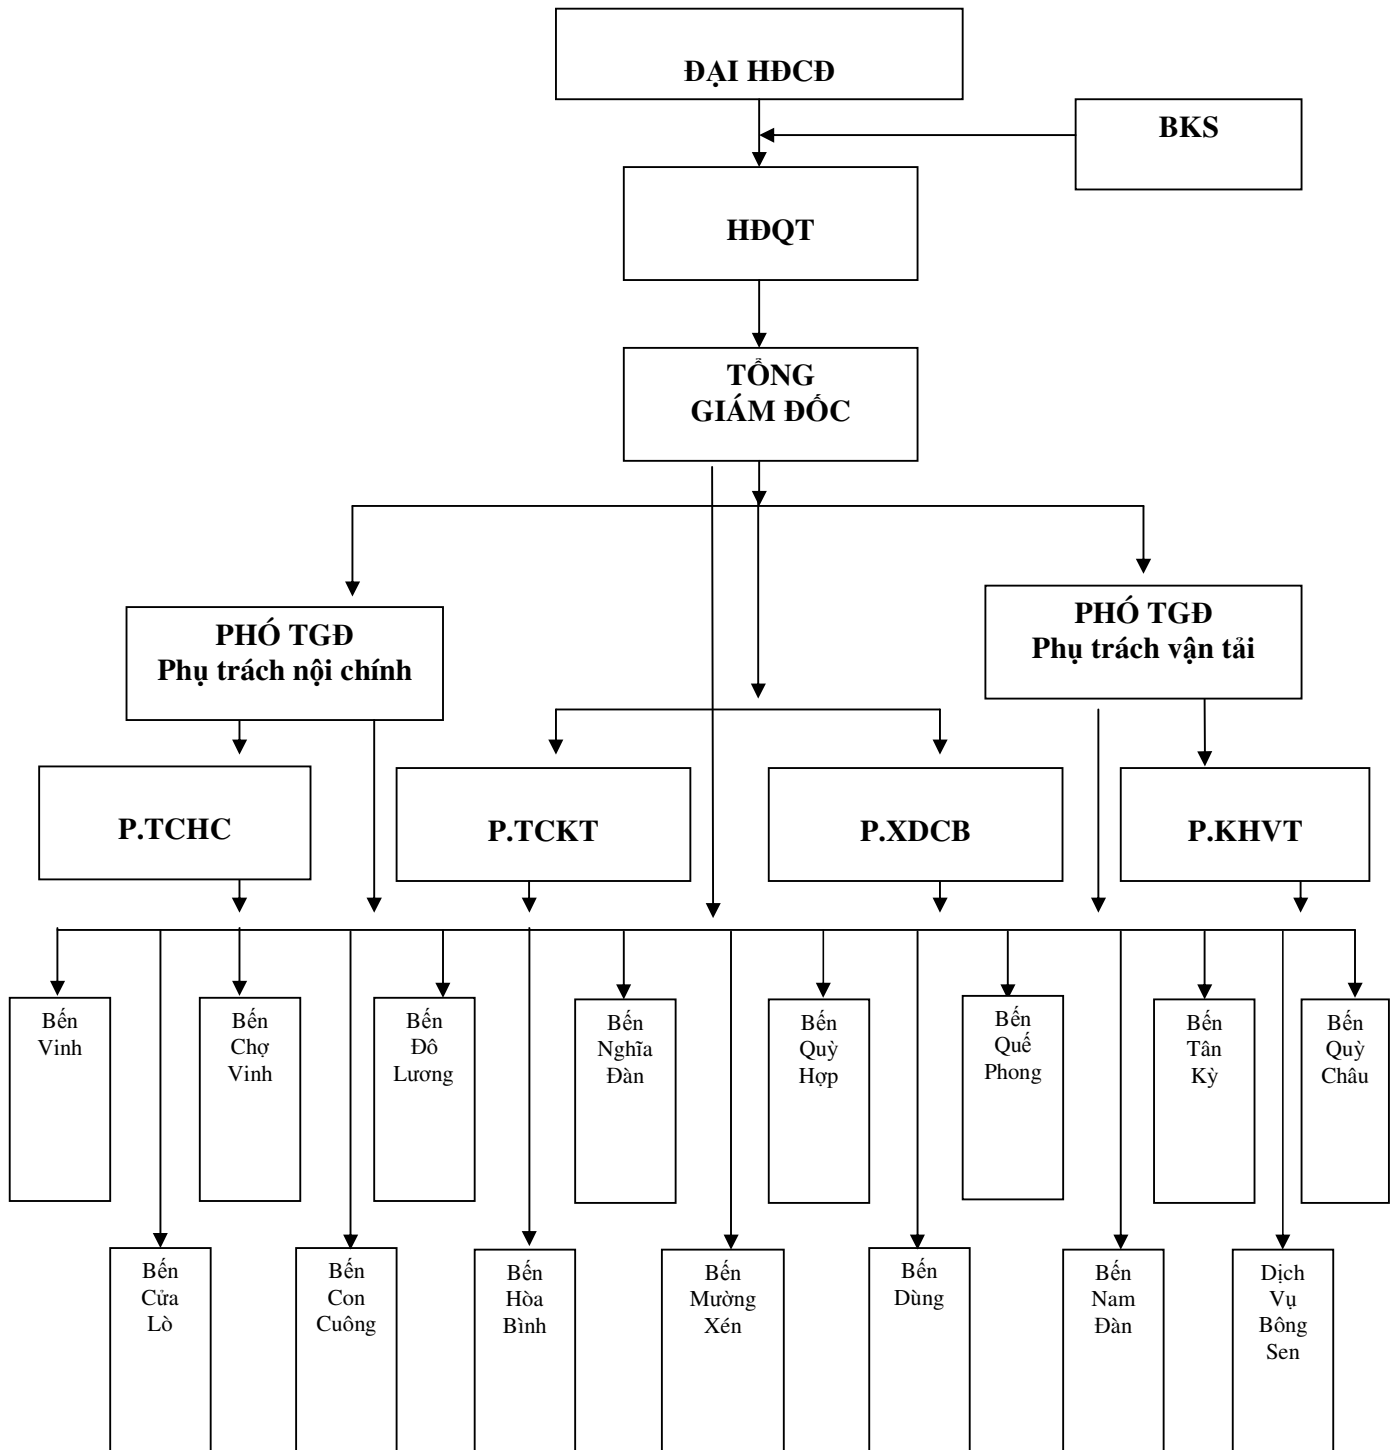 ĐẠI HĐCĐ
BKS
HĐQT
TỔNG
GIÁM ĐỐC
PHÓ TGĐ
Phụ trách nội chính
PHÓ TGĐ
Phụ trách vận tải
P.TCHC
P.TCKT
P.XDCB
P.KHVT
Bến
Vinh
Bến
Chợ
Vinh
Bến
Đô
Lương
Bến
Nghĩa
Đàn
Bến
Quỳ
Hợp
Bến
Quế
Phong
Bến
Tân
Kỳ
Bến
Quỳ
Châu
Bến
Cửa
Lò
Bến
Con
Cuông
Bến
Hòa
Bình
Bến
Mường
Xén
Bến
Dùng
Bến
Nam
Đàn
Dịch
Vụ
Bông
Sen